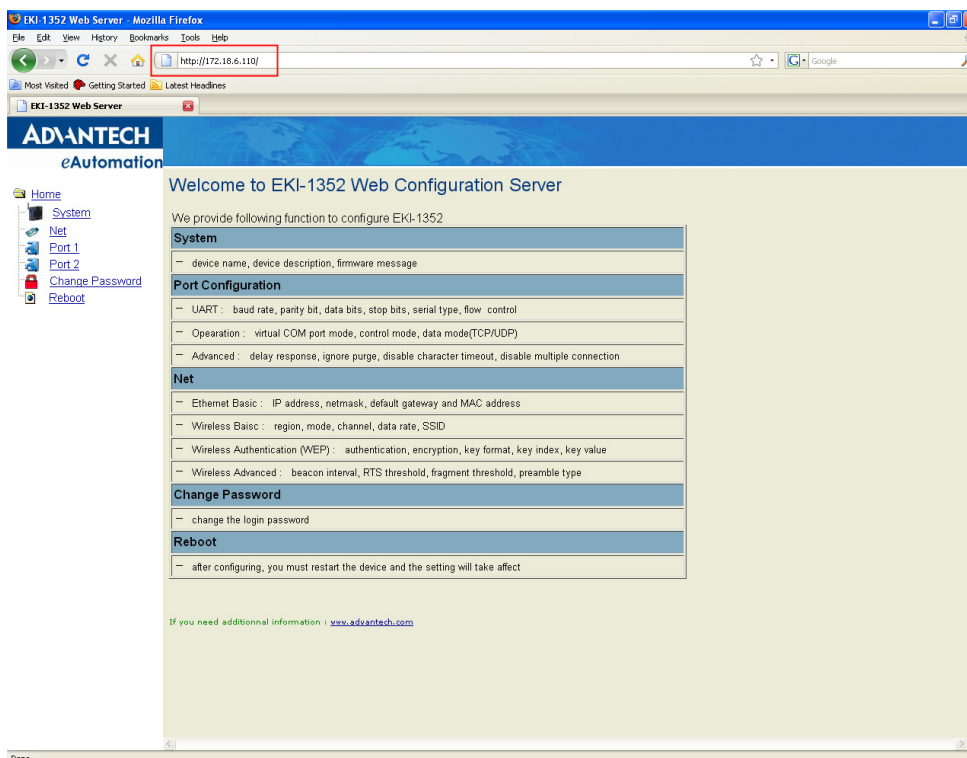 EKI-1352 Web Server - Mozilla Firefox
File Edit View History Bookmarks Tools Help
http://172.18.6.110/
Google
Most Visited Getting Started Latest Headlines
EKI-1352 Web Server
ADVANTECH
eAutomation
Home
System
Net
Port 1
Port 2
Change Password
Reboot
Welcome to EKI-1352 Web Configuration Server
We provide following function to configure EKI-1352
System
– device name, device description, firmware message
Port Configuration
– UART : baud rate, parity bit, data bits, stop bits, serial type, flow control
– Opearation : virtual COM port mode, control mode, data mode(TCP/UDP)
– Advanced : delay response, ignore purge, disable character timeout, disable multiple connection
Net
– Ethernet Basic : IP address, netmask, default gateway and MAC address
– Wireless Baisc : region, mode, channel, data rate, SSID
– Wireless Authentication (WEP) : authentication, encryption, key format, key index, key value
– Wireless Advanced : beacon interval, RTS threshold, fragment threshold, preamble type
Change Password
– change the login password
Reboot
– after configuring, you must restart the device and the setting will take affect
If you need additionnal information : www.advantech.com